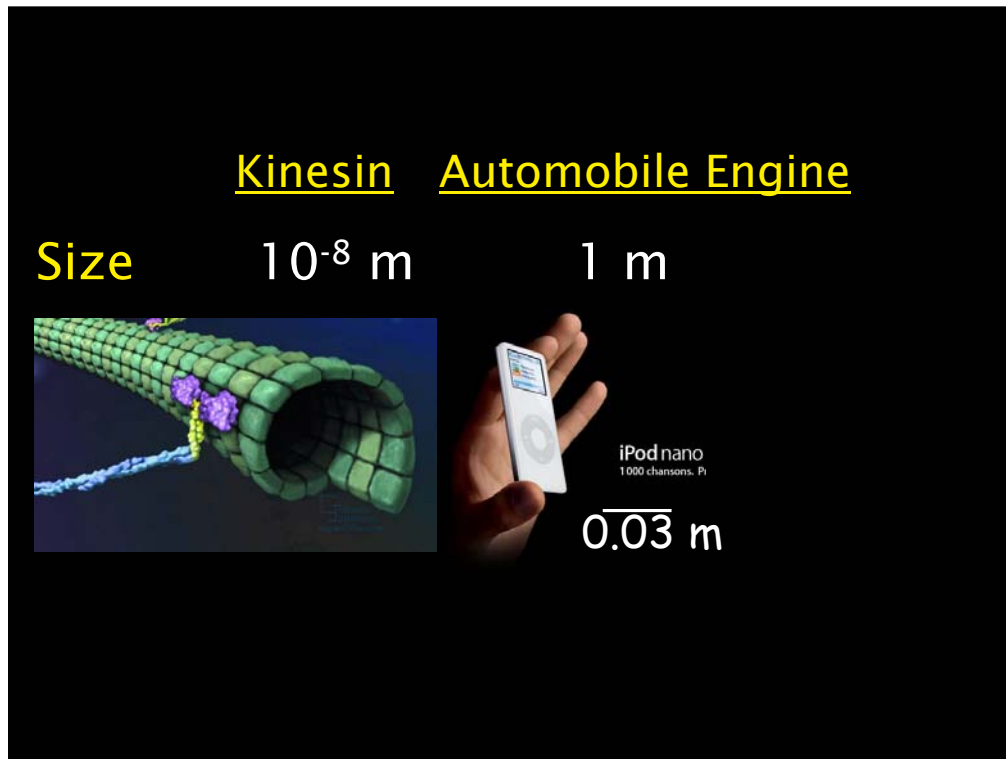 Kinesin Automobile Engine
Size 10⁻⁸ m 1 m
iPod nano
1000 chansons.
0.03 m